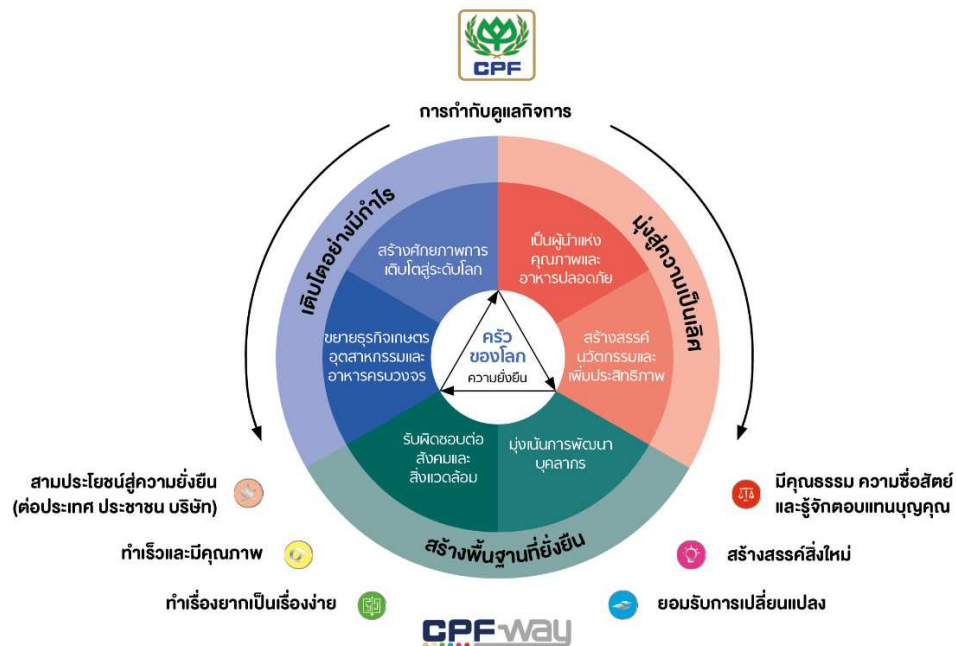 CPF
การกำกับดูแลกิจการ
เติบโตอย่างมีกำไร
มุ่งสู่ความเป็นเลิศ
สร้างศักยภาพการ
เติบโตสู่ระดับโลก
เป็นผู้นำแห่ง
คุณภาพและ
อาหารปลอดภัย
ขยายธุรกิจเกษตร
อุตสาหกรรมและ
อาหารครบวงจร
ครัว
ของโลก
ความยั่งยืน
สร้างสรรค์
นวัตกรรมและ
เพิ่มประสิทธิภาพ
รับผิดชอบต่อ
สังคมและ
สิ่งแวดล้อม
มุ่งเน้นการพัฒนา
บุคลากร
สร้างพื้นฐานที่ยั่งยืน
สามประโยชน์สู่ความยั่งยืน
(ต่อประเทศ ประชาชน บริษัท)
ทำเร็วและมีคุณภาพ
ทำเรื่องยากเป็นเรื่องง่าย
มีคุณธรรม ความซื่อสัตย์
และรู้จักตอบแทนบุญคุณ
สร้างสรรค์สิ่งใหม่
ยอมรับการเปลี่ยนแปลง
CPF-way